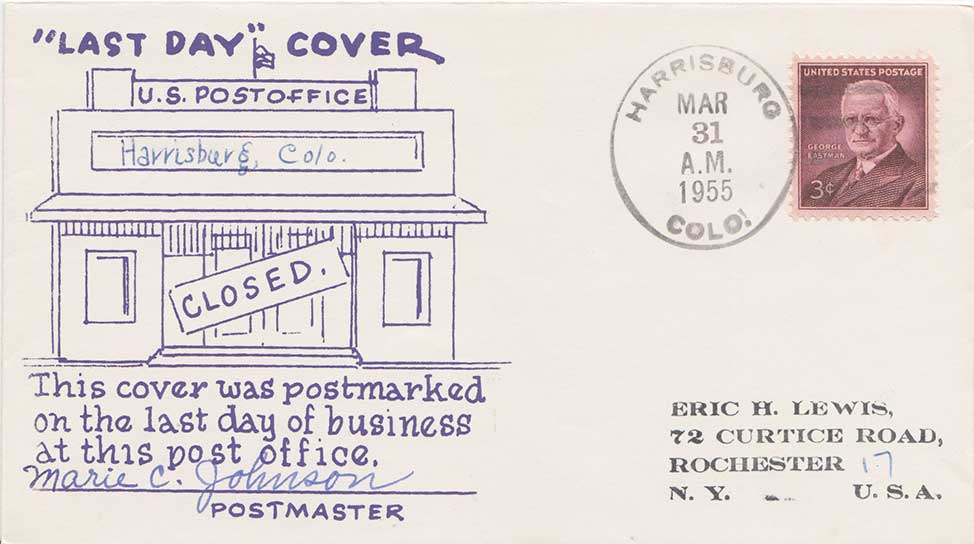 "LAST DAY" COVER
U.S. POSTOFFICE
Harrisburg, Colo.
CLOSED.
This cover was postmarked
on the last day of business
at this post office.
Marie C. Johnson
POSTMASTER
HARRISBURG
MAR
31
A.M.
1955
COLO.
UNITED STATES POSTAGE
GEORGE
EASTMAN
3¢
ERIC H. LEWIS,
72 CURTICE ROAD,
ROCHESTER 17
N. Y. U. S. A.